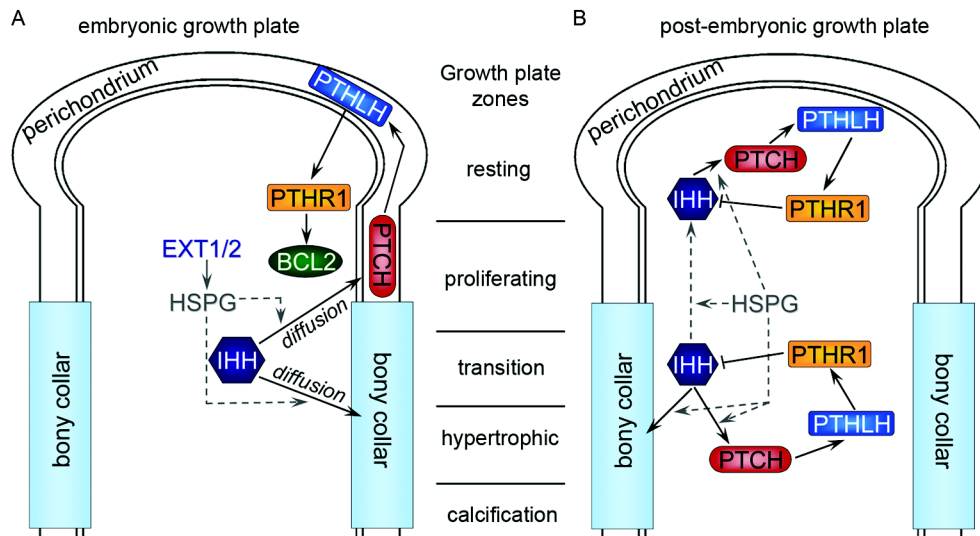 A
embryonic growth plate
perichondrium
PTHLH
PTHR1
BCL2
PTCH
EXT1/2
HSPG
IHH
diffusion
diffusion
bony collar
bony collar
Growth plate
zones
resting
proliferating
transition
hypertrophic
calcification
B
post-embryonic growth plate
perichondrium
PTHLH
PTCH
IHH
PTHR1
HSPG
IHH
PTHR1
PTHLH
PTCH
bony collar
bony collar